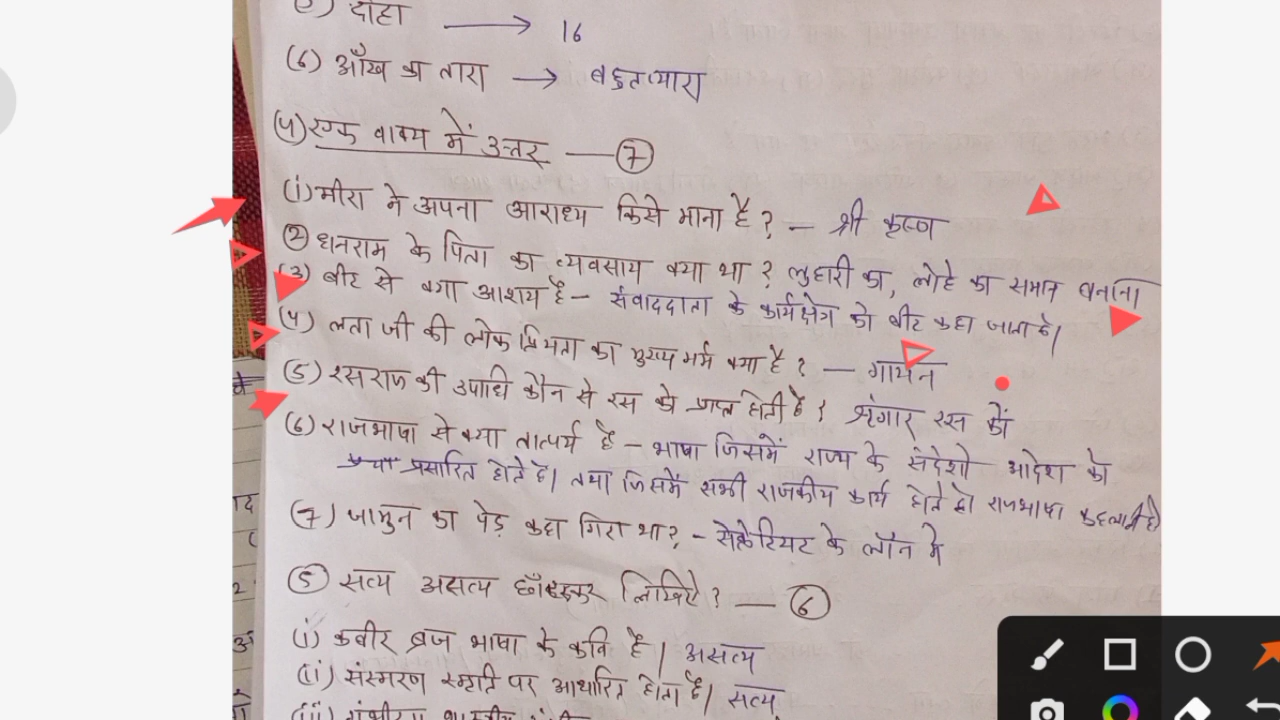 दोहा → 16
(6) आँख का तारा → बहुत प्यारा
(4) एक वाक्य में उत्तर — (7)
(i) मीरा ने अपना आराध्य किसे माना है? – श्री कृष्ण
(2) धनराम के पिता का व्यवसाय क्या था? लुहारी का, लोहे का समान बनाना
(3) बीट से क्या आशय है – संवाददाता के कार्यक्षेत्र को बीट कहा जाता है।
(4) लता जी की लोकप्रियता का मुख्य मर्म क्या है? – गायन
(5) रसराज की उपाधि कौन से रस को प्राप्त होती है? श्रृंगार रस को
(6) राजभाषा से क्या तात्पर्य है – भाषा जिसमें राज्य के संदेशो आदेश को
प्रसारित होते है। तथा जिसमें सभी राजकीय कार्य होते हो राजभाषा कहलाती है
(7) जामुन का पेड़ कहा गिरा था? – सेक्रेटियट के लॉन मे
(5) सत्य असत्य छाँटकर लिखिए? — (6)
(i) कबीर ब्रज भाषा के कवि है। असत्य
(ii) संस्मरण स्मृति पर आधारित होता है। सत्य
(iii)